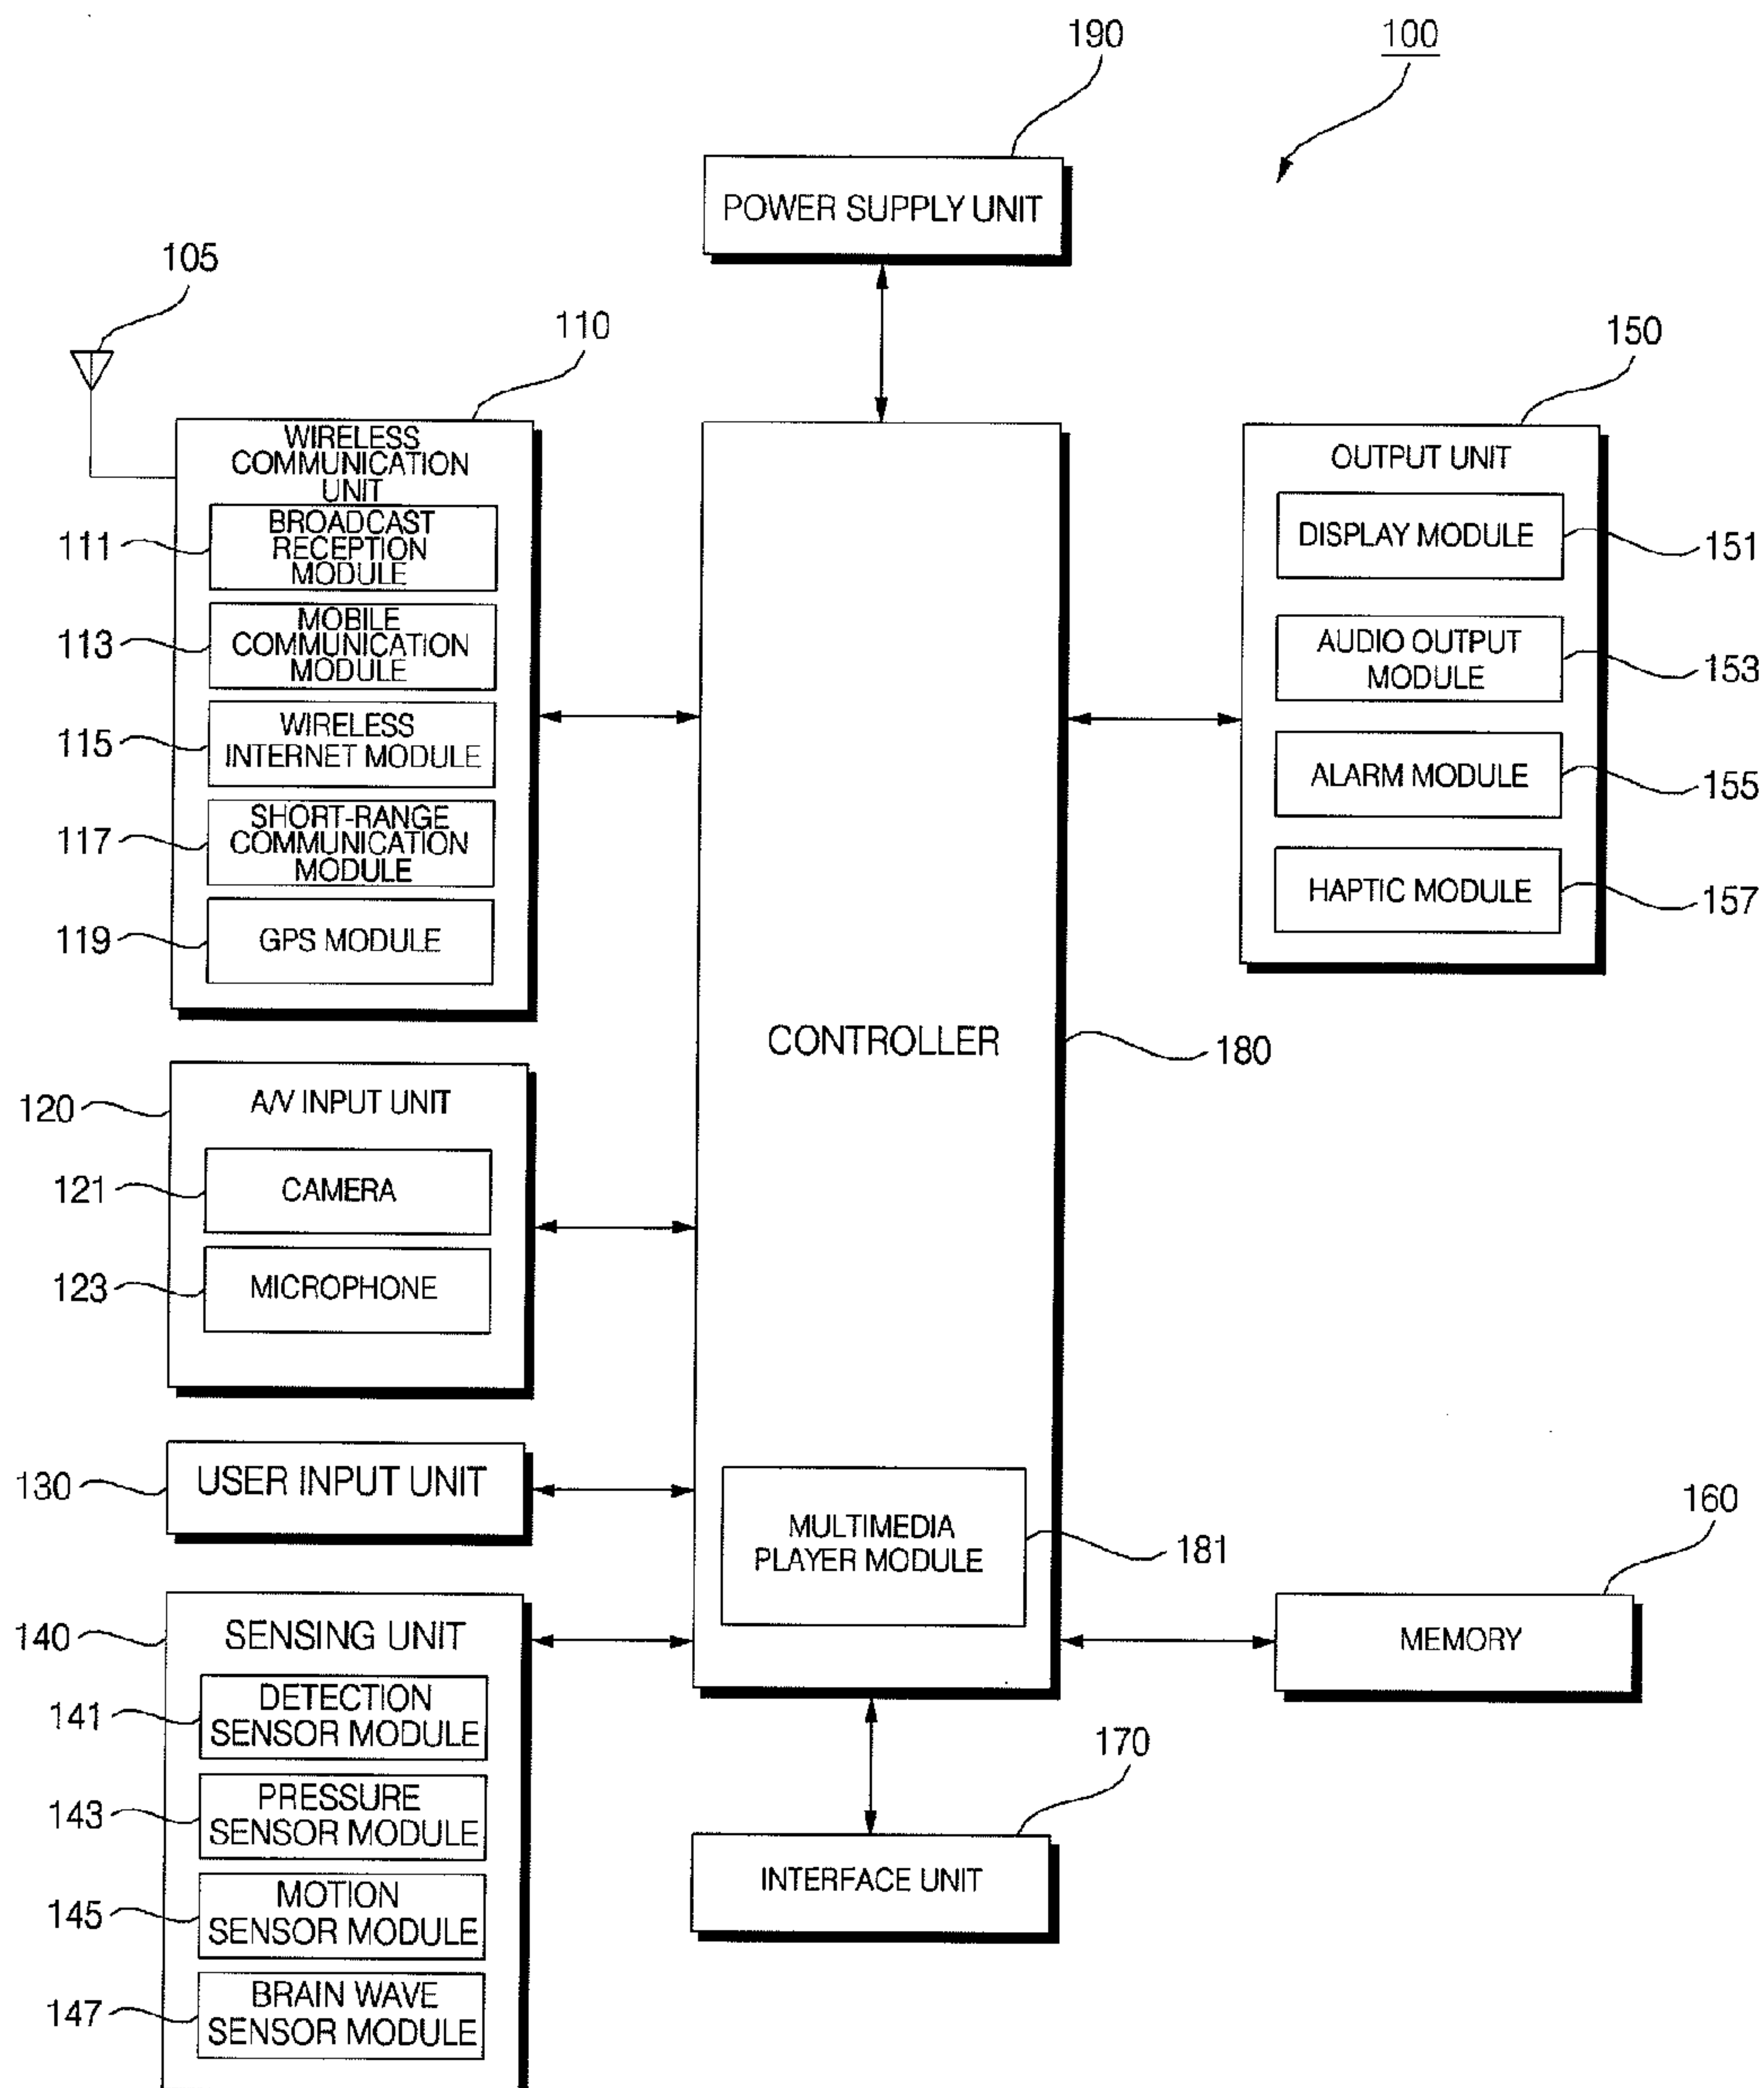 190
100
POWER SUPPLY UNIT
105
110
150
WIRELESS
COMMUNICATION
UNIT
OUTPUT UNIT
111
BROADCAST
RECEPTION
MODULE
DISPLAY MODULE
151
113
MOBILE
COMMUNICATION
MODULE
AUDIO OUTPUT
MODULE
153
115
WIRELESS
INTERNET MODULE
ALARM MODULE
155
117
SHORT-RANGE
COMMUNICATION
MODULE
HAPTIC MODULE
157
119
GPS MODULE
CONTROLLER
180
120
A/V INPUT UNIT
121
CAMERA
123
MICROPHONE
130
USER INPUT UNIT
MULTIMEDIA
PLAYER MODULE
181
160
140
SENSING UNIT
MEMORY
141
DETECTION
SENSOR MODULE
170
143
PRESSURE
SENSOR MODULE
INTERFACE UNIT
145
MOTION
SENSOR MODULE
147
BRAIN WAVE
SENSOR MODULE